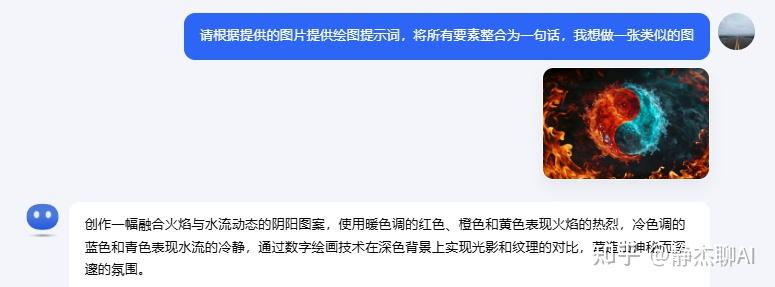 请根据提供的图片提供绘图提示词，将所有要素整合为一句话，我想做一张类似的图
创作一幅融合火焰与水流动态的阴阳图案，使用暖色调的红色、橙色和黄色表现火焰的热烈，冷色调的
蓝色和青色表现水流的冷静，通过数字绘画技术在深色背景上实现光影和纹理的对比，营造出神秘而深
邃的氛围。
知乎 @静杰聊AI